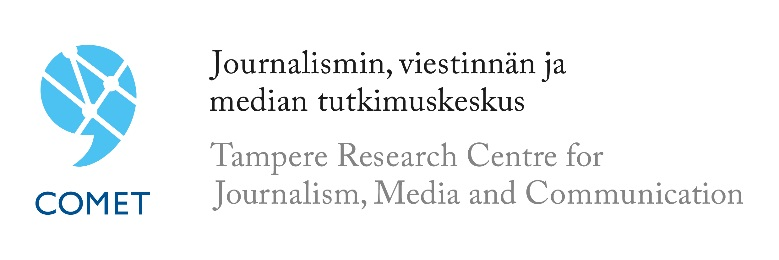 Journalismin, viestinnän ja
median tutkimuskeskus
Tampere Research Centre for
Journalism, Media and Communication
COMET